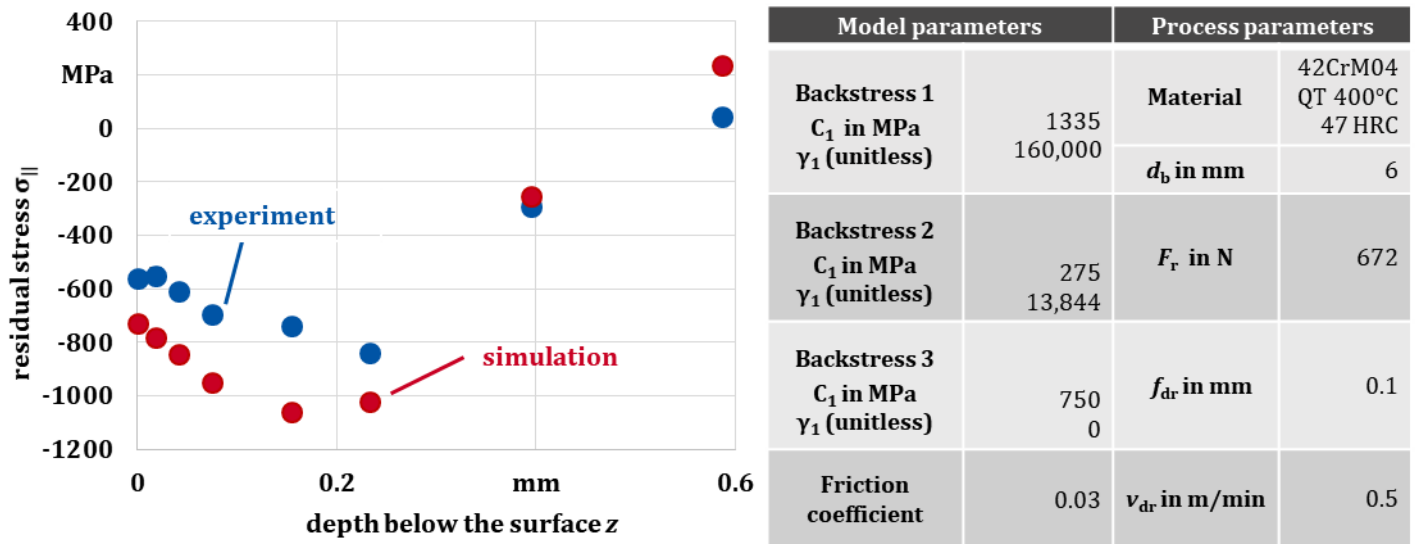 400
MPa
0
-200
-400
-600
-800
-1000
-1200
residual stress σ||
experiment
simulation
0
0.2
mm
0.6
depth below the surface z
Model parameters
Process parameters
Backstress 1
C₁ in MPa
γ₁ (unitless)
1335
160,000
Material
42CrM04
QT 400°C
47 HRC
d_b in mm
6
Backstress 2
C₁ in MPa
γ₁ (unitless)
275
13,844
F_r in N
672
Backstress 3
C₁ in MPa
γ₁ (unitless)
750
0
f_dr in mm
0.1
Friction
coefficient
0.03
v_dr in m/min
0.5